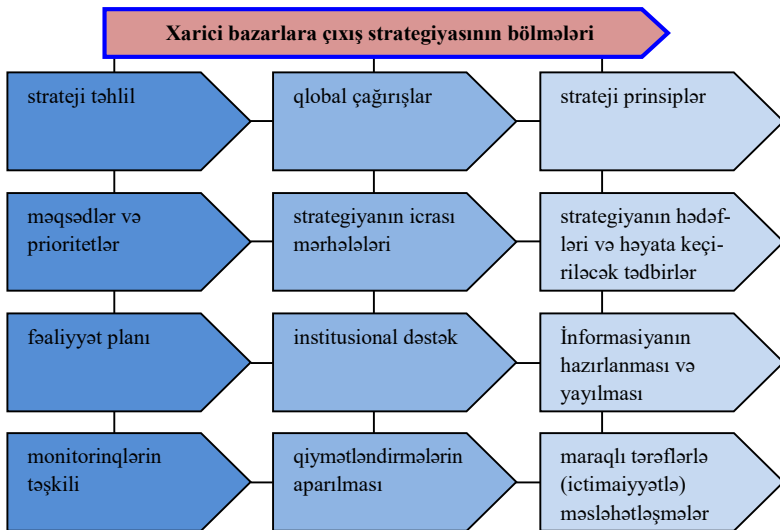 Xarici bazarlara çıxış strategiyasının bölmələri
strateji təhlil
qlobal çağırışlar
strateji prinsiplər
məqsədlər və
prioritetlər
strategiyanın icrası
mərhələləri
strategiyanın hədəf-
ləri və həyata keçi-
riləcək tədbirlər
fəaliyyət planı
institusional dəstək
İnformasiyanın
hazırlanması və
yayılması
monitorinqlərin
təşkili
qiymətləndirmələrin
aparılması
maraqlı tərəflərlə
(ictimaiyyətlə)
məsləhətləşmələr